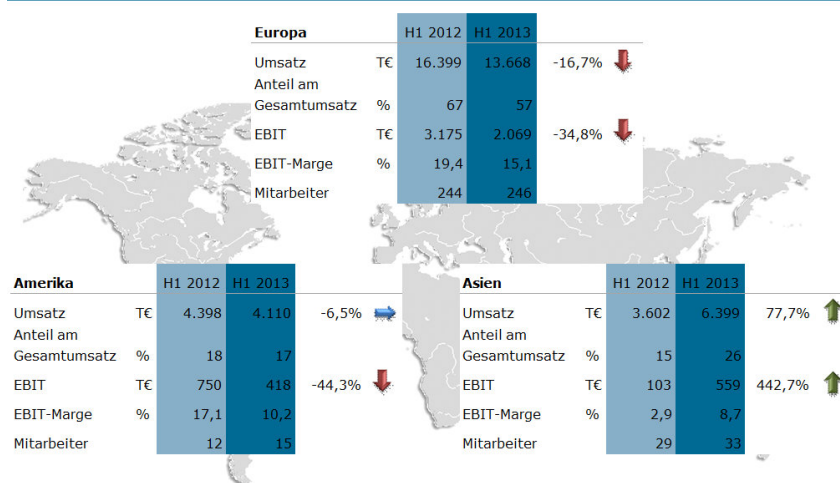 Europa H1 2012 H1 2013
Umsatz T€ 16.399 13.668 -16,7%
Anteil am
Gesamtumsatz % 67 57
EBIT T€ 3.175 2.069 -34,8%
EBIT-Marge % 19,4 15,1
Mitarbeiter 244 246
Amerika H1 2012 H1 2013
Umsatz T€ 4.398 4.110 -6,5%
Anteil am
Gesamtumsatz % 18 17
EBIT T€ 750 418 -44,3%
EBIT-Marge % 17,1 10,2
Mitarbeiter 12 15
Asien H1 2012 H1 2013
Umsatz T€ 3.602 6.399 77,7%
Anteil am
Gesamtumsatz % 15 26
EBIT T€ 103 559 442,7%
EBIT-Marge % 2,9 8,7
Mitarbeiter 29 33